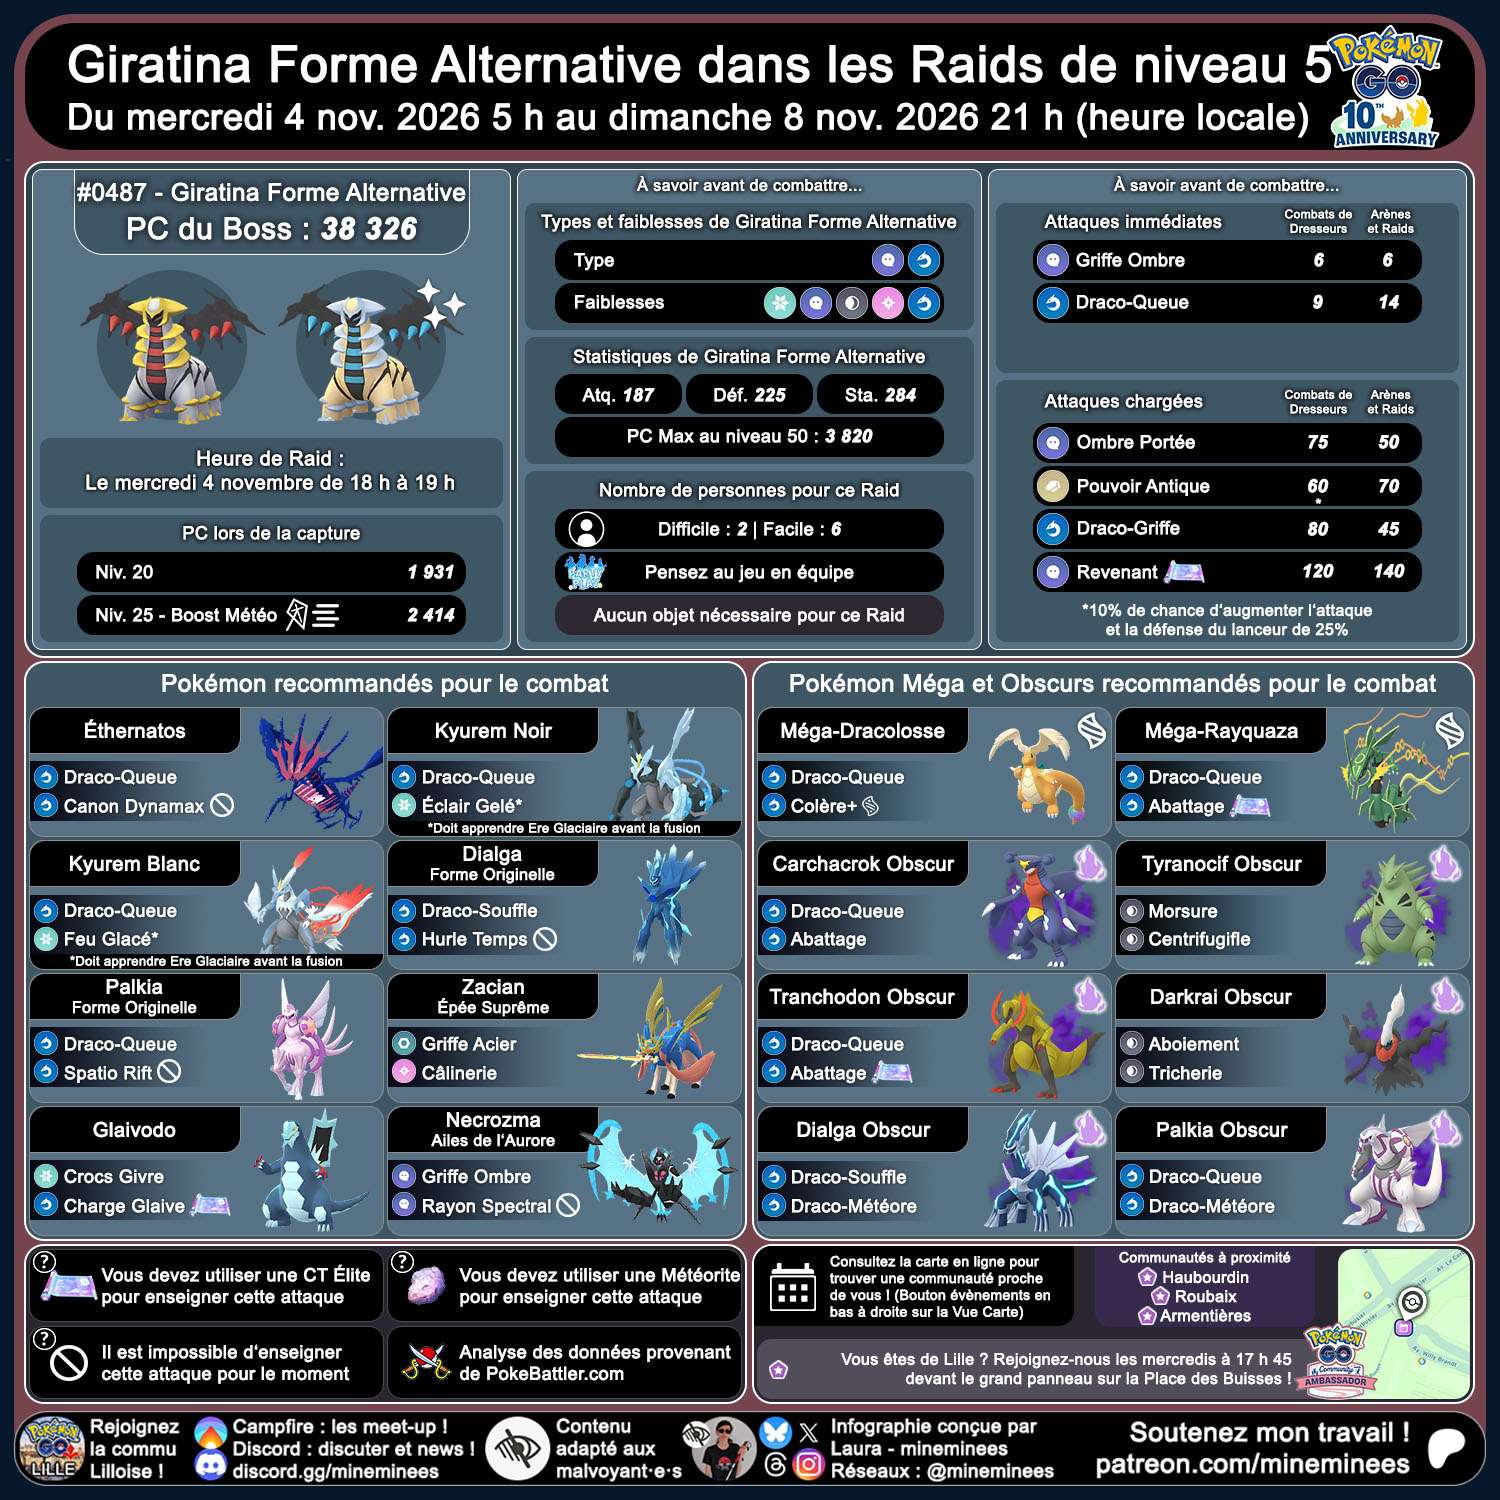 Giratina Forme Alternative dans les Raids de niveau 5
Du mercredi 4 nov. 2026 5 h au dimanche 8 nov. 2026 21 h (heure locale)
POKÉMON
GO
10TH
ANNIVERSARY
#0487 - Giratina Forme Alternative
PC du Boss : 38 326
Heure de Raid :
Le mercredi 4 novembre de 18 h à 19 h
PC lors de la capture
Niv. 20 1 931
Niv. 25 - Boost Météo 2 414
À savoir avant de combattre...
Types et faiblesses de Giratina Forme Alternative
Type
Faiblesses
Statistiques de Giratina Forme Alternative
Atq. 187 Déf. 225 Sta. 284
PC Max au niveau 50 : 3 820
Nombre de personnes pour ce Raid
Difficile : 2 | Facile : 6
PARTY PLAY
Pensez au jeu en équipe
Aucun objet nécessaire pour ce Raid
À savoir avant de combattre...
Attaques immédiates
Combats de Dresseurs
Arènes et Raids
Griffe Ombre 6 6
Draco-Queue 9 14
Attaques chargées
Combats de Dresseurs
Arènes et Raids
Ombre Portée 75 50
Pouvoir Antique 60* 70
Draco-Griffe 80 45
Revenant 120 140
*10% de chance d'augmenter l'attaque
et la défense du lanceur de 25%
Pokémon recommandés pour le combat
Éthernatos
Draco-Queue
Canon Dynamax
Kyurem Noir
Draco-Queue
Éclair Gelé*
*Doit apprendre Ere Glaciaire avant la fusion
Kyurem Blanc
Draco-Queue
Feu Glacé*
*Doit apprendre Ere Glaciaire avant la fusion
Dialga
Forme Originelle
Draco-Souffle
Hurle Temps
Palkia
Forme Originelle
Draco-Queue
Spatio Rift
Zacian
Épée Suprême
Griffe Acier
Câlinerie
Glaivodo
Crocs Givre
Charge Glaive
Necrozma
Ailes de l'Aurore
Griffe Ombre
Rayon Spectral
Pokémon Méga et Obscurs recommandés pour le combat
Méga-Dracolosse
Draco-Queue
Colère+
Méga-Rayquaza
Draco-Queue
Abattage
Carchacrok Obscur
Draco-Queue
Abattage
Tyranocif Obscur
Morsure
Centrifugifle
Tranchodon Obscur
Draco-Queue
Abattage
Darkrai Obscur
Aboiement
Tricherie
Dialga Obscur
Draco-Souffle
Draco-Météore
Palkia Obscur
Draco-Queue
Draco-Météore
?
Vous devez utiliser une CT Élite
pour enseigner cette attaque
?
Vous devez utiliser une Météorite
pour enseigner cette attaque
?
Il est impossible d'enseigner
cette attaque pour le moment
Analyse des données provenant
de PokeBattler.com
Consultez la carte en ligne pour
trouver une communauté proche
de vous ! (Bouton évènements en
bas à droite sur la Vue Carte)
Communautés à proximité
Haubourdin
Roubaix
Armentières
Av. Willy Brandt
Vous êtes de Lille ? Rejoignez-nous les mercredis à 17 h 45
devant le grand panneau sur la Place des Buisses !
POKÉMON
GO
Community
AMBASSADOR
POKÉMON
GO
LILLE
Rejoignez
la commu
Lilloise !
Campfire : les meet-up !
Discord : discuter et news !
discord.gg/mineminees
Contenu
adapté aux
malvoyant·e·s
Infographie conçue par
Laura - mineminees
Réseaux : @mineminees
Soutenez mon travail !
patreon.com/mineminees